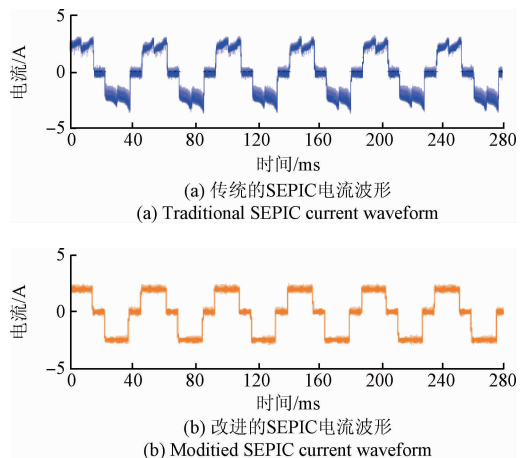 5
电流/A
0
−5
0 40 80 120 160 200 240 280
时间/ms
(a) 传统的SEPIC电流波形
(a) Traditional SEPIC current waveform
5
电流/A
0
−5
0 40 80 120 160 200 240 280
时间/ms
(b) 改进的SEPIC电流波形
(b) Moditied SEPIC current waveform